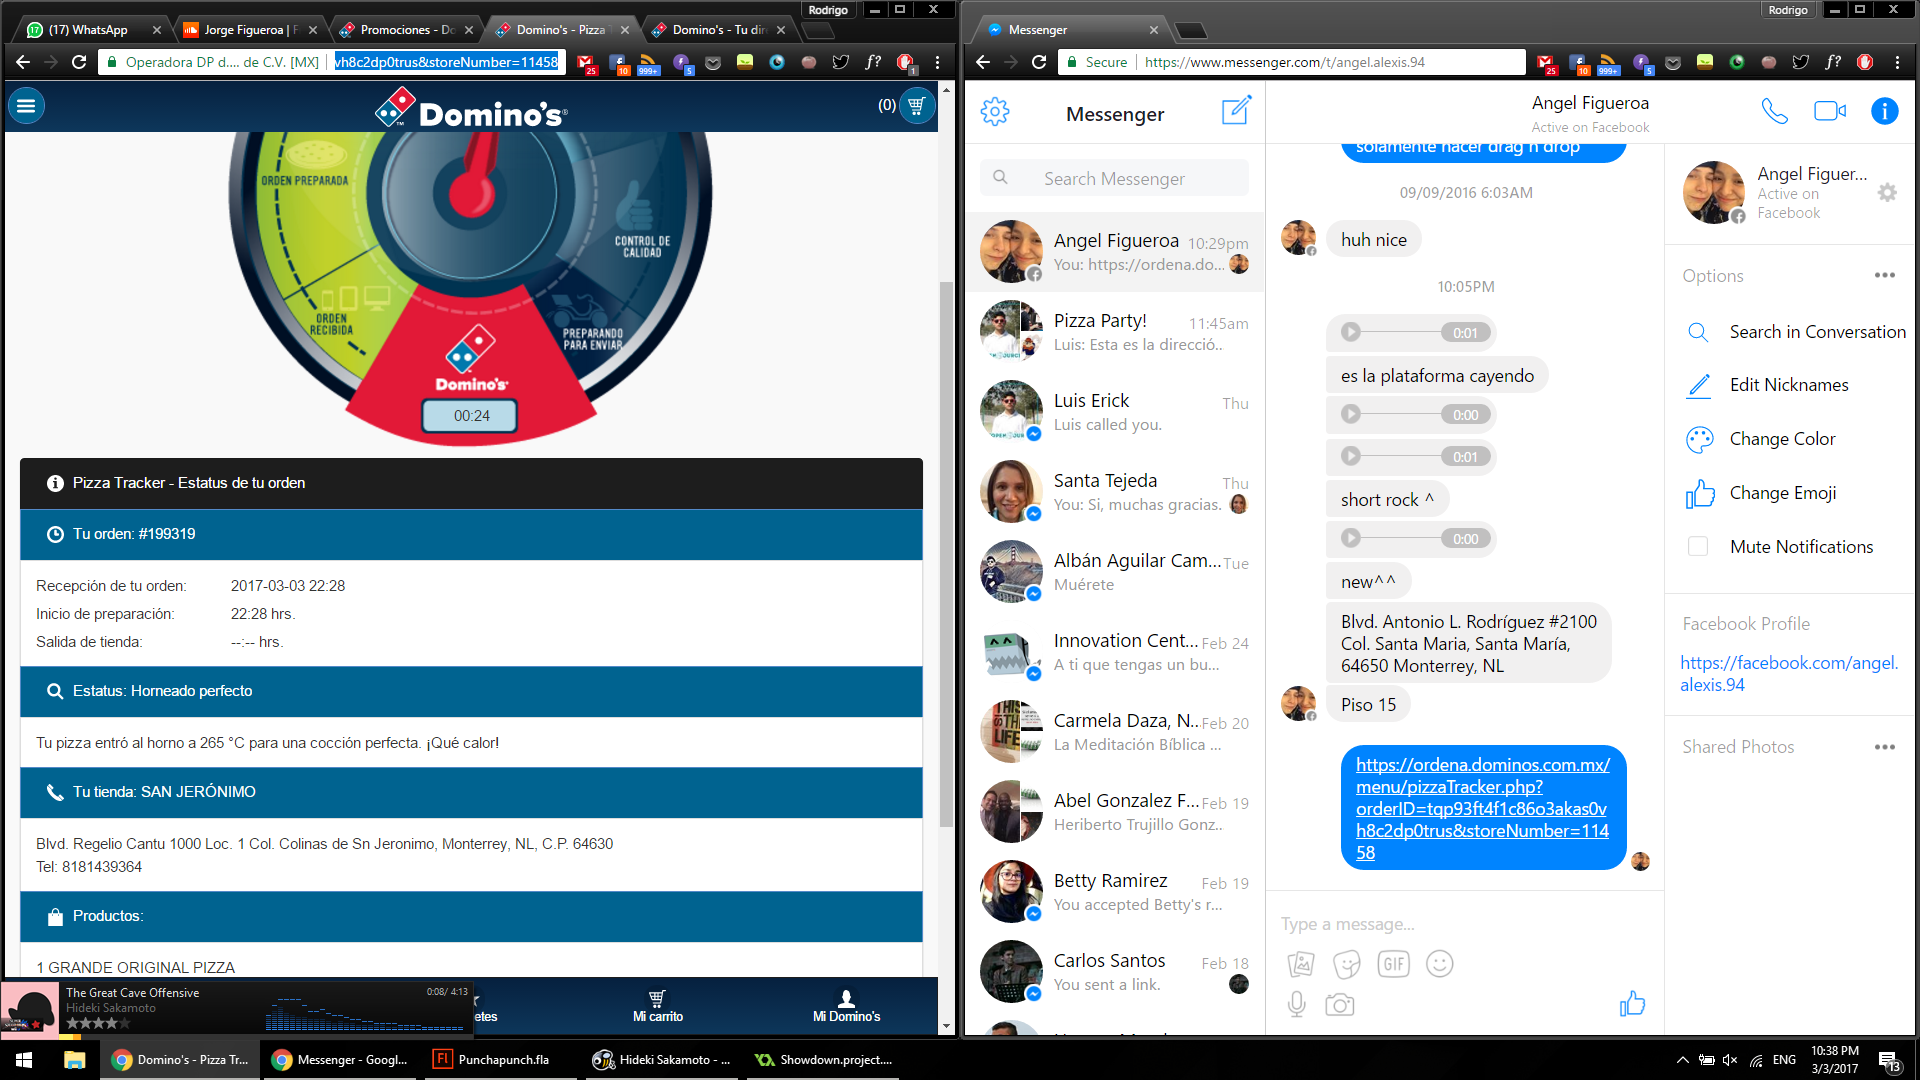 Rodrigo
(17) WhatsApp
Jorge Figueroa | F
Promociones - Do
Domino's - Pizza T
Domino's - Tu dir
Operadora DP d.... de C.V. [MX]
vh8c2dp0trus&storeNumber=11458
25
10
999+
5
f?
1
Domino's
(0)
ORDEN PREPARADA
CONTROL DE
CALIDAD
ORDEN
RECIBIDA
PREPARANDO
PARA ENVIAR
Domino's
00:24
Pizza Tracker - Estatus de tu orden
Tu orden: #199319
Recepción de tu orden: 2017-03-03 22:28
Inicio de preparación: 22:28 hrs.
Salida de tienda: --:-- hrs.
Estatus: Horneado perfecto
Tu pizza entró al horno a 265 °C para una cocción perfecta. ¡Qué calor!
Tu tienda: SAN JERÓNIMO
Blvd. Regelio Cantu 1000 Loc. 1 Col. Colinas de Sn Jeronimo, Monterrey, NL, C.P. 64630
Tel: 8181439364
Productos:
1 GRANDE ORIGINAL PIZZA
The Great Cave Offensive
0:08/ 4:13
Hideki Sakamoto
etes
Mi carrito
Mi Domino's
Rodrigo
Messenger
Secure
https://www.messenger.com/t/angel.alexis.94
25
10
999+
5
f?
Messenger
Search Messenger
Angel Figueroa 10:29pm
You: https://ordena.do...
Pizza Party! 11:45am
Luis: Esta es la direcció..
Luis Erick Thu
Luis called you.
Santa Tejeda Thu
You: Si, muchas gracias.
Albán Aguilar Cam... Tue
Muérete
Innovation Cent... Feb 24
A ti que tengas un bu...
Carmela Daza, N... Feb 20
La Meditación Bíblica ...
Abel Gonzalez F... Feb 19
Heriberto Trujillo Gonz..
Betty Ramirez Feb 19
You accepted Betty's r...
Carlos Santos Feb 18
You sent a link.
Angel Figueroa
Active on Facebook
solamente hacer drag n drop
09/09/2016 6:03AM
huh nice
10:05PM
0:01
es la plataforma cayendo
0:00
0:01
short rock ^
0:00
new^^
Blvd. Antonio L. Rodríguez #2100
Col. Santa Maria, Santa María,
64650 Monterrey, NL
Piso 15
https://ordena.dominos.com.mx/
menu/pizzaTracker.php?
orderID=tqp93ft4f1c86o3akas0v
h8c2dp0trus&storeNumber=114
58
Type a message...
GIF
Angel Figuer...
Active on
Facebook
Options
Search in Conversation
Edit Nicknames
Change Color
Change Emoji
Mute Notifications
Facebook Profile
https://facebook.com/angel.
alexis.94
Shared Photos
Domino's - Pizza Tr...
Messenger - Googl...
Punchapunch.fla
Hideki Sakamoto - ...
Showdown.project....
ENG
10:38 PM
3/3/2017
13